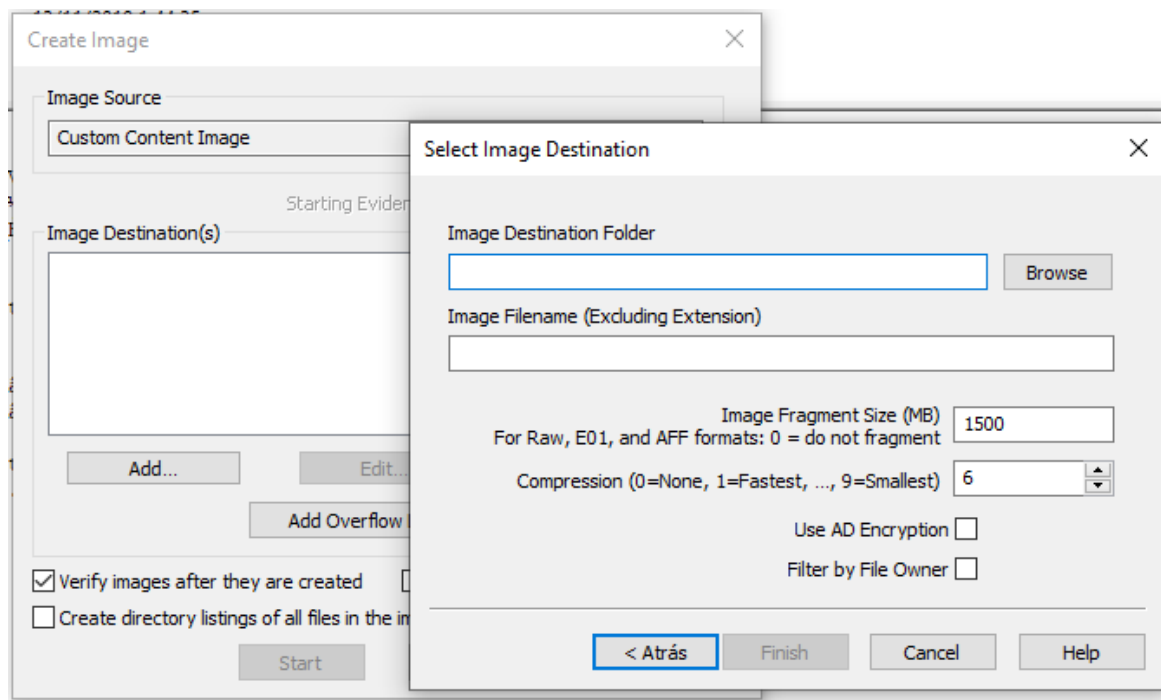 Create Image
Image Source
Custom Content Image
Starting
Image Destination(s)
Add...
Edit...
Add Overflow
Verify images after they are created
Create directory listings of all files in the
Start
Select Image Destination
Image Destination Folder
Browse
Image Filename (Excluding Extension)
Image Fragment Size (MB)
1500
For Raw, E01, and AFF formats: 0 = do not fragment
Compression (0=None, 1=Fastest, ..., 9=Smallest)
6
Use AD Encryption
Filter by File Owner
< Atrás
Finish
Cancel
Help